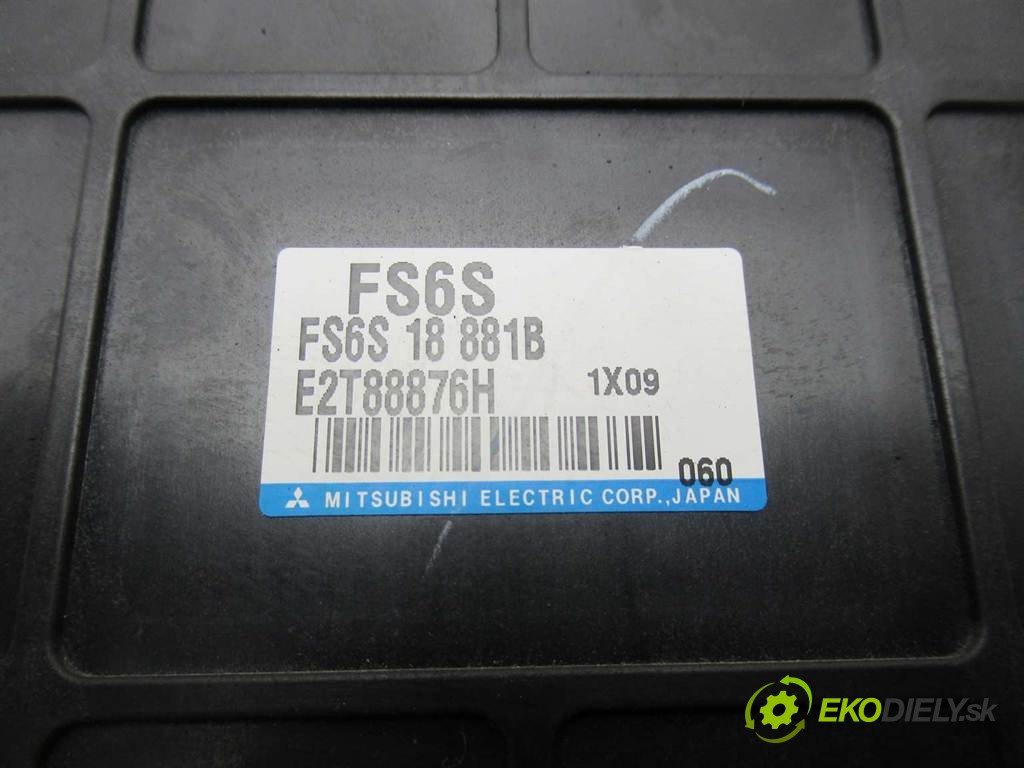 FS6S
FS6S 18 881B
E2T88876H 1X09
060
MITSUBISHI ELECTRIC CORP.,JAPAN
EKODIELY.sk